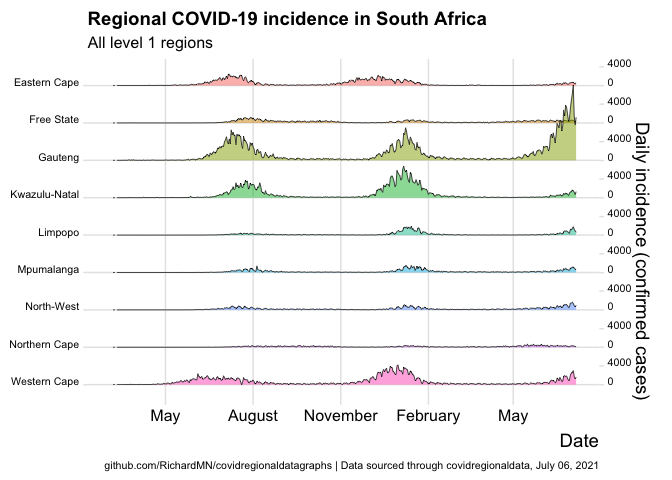 Regional COVID-19 incidence in South Africa
All level 1 regions
Eastern Cape
Free State
Gauteng
Kwazulu-Natal
Limpopo
Mpumalanga
North-West
Northern Cape
Western Cape
4000
0
4000
0
4000
4000
0
4000
0
4000
0
4000
0
4000
0
Daily incidence (confirmed cases)
May
August
November
February
May
Date
github.com/RichardMN/covidregionaldatagraphs | Data sourced through covidregionaldata, July 06, 2021